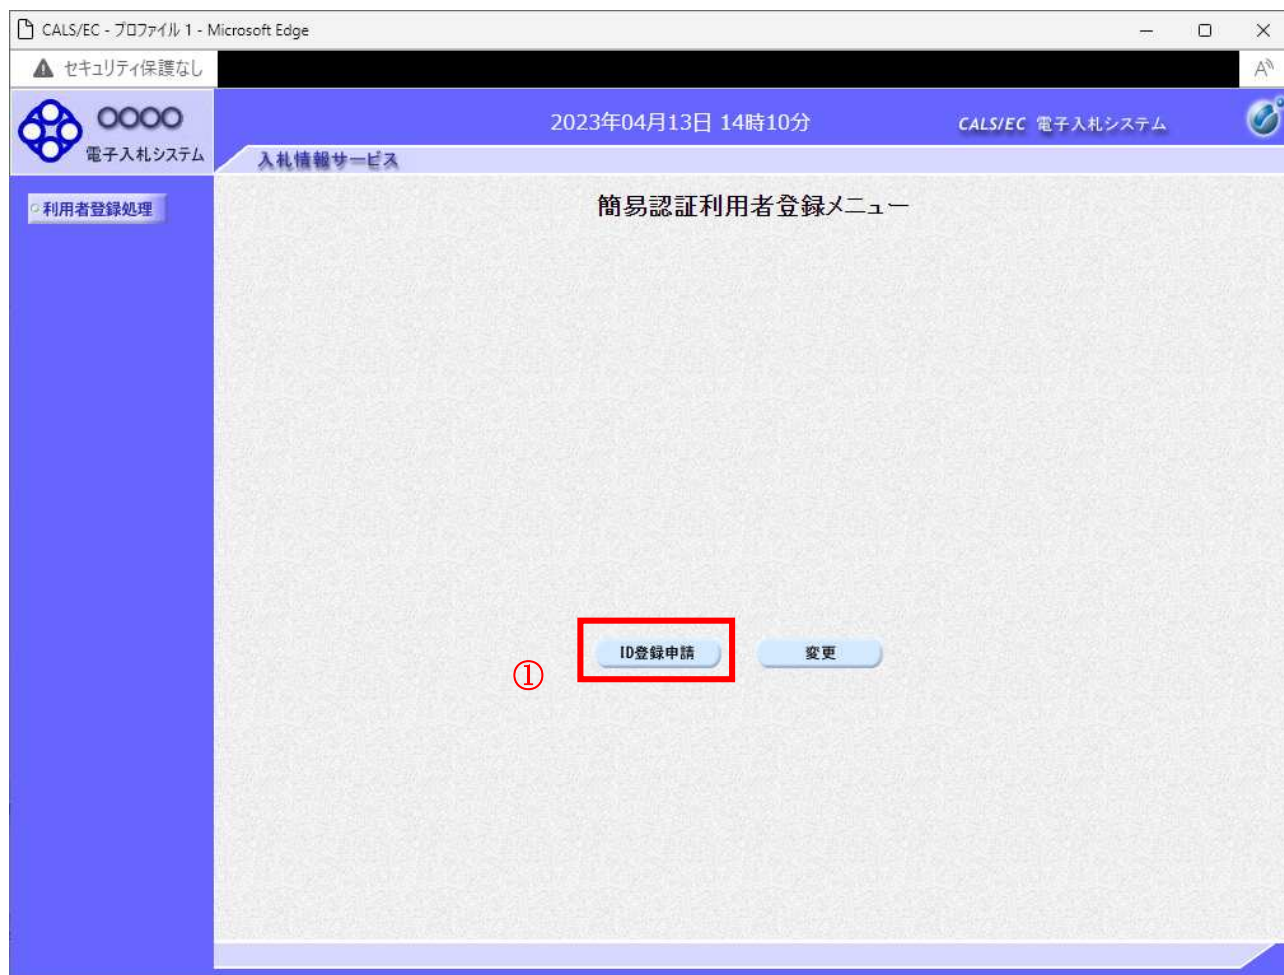 CALS/EC - プロファイル 1 - Microsoft Edge
セキュリティ保護なし
A
○○○○
電子入札システム
2023年04月13日 14時10分
CALS/EC 電子入札システム
入札情報サービス
利用者登録処理
簡易認証利用者登録メニュー
ID登録申請
変更
①